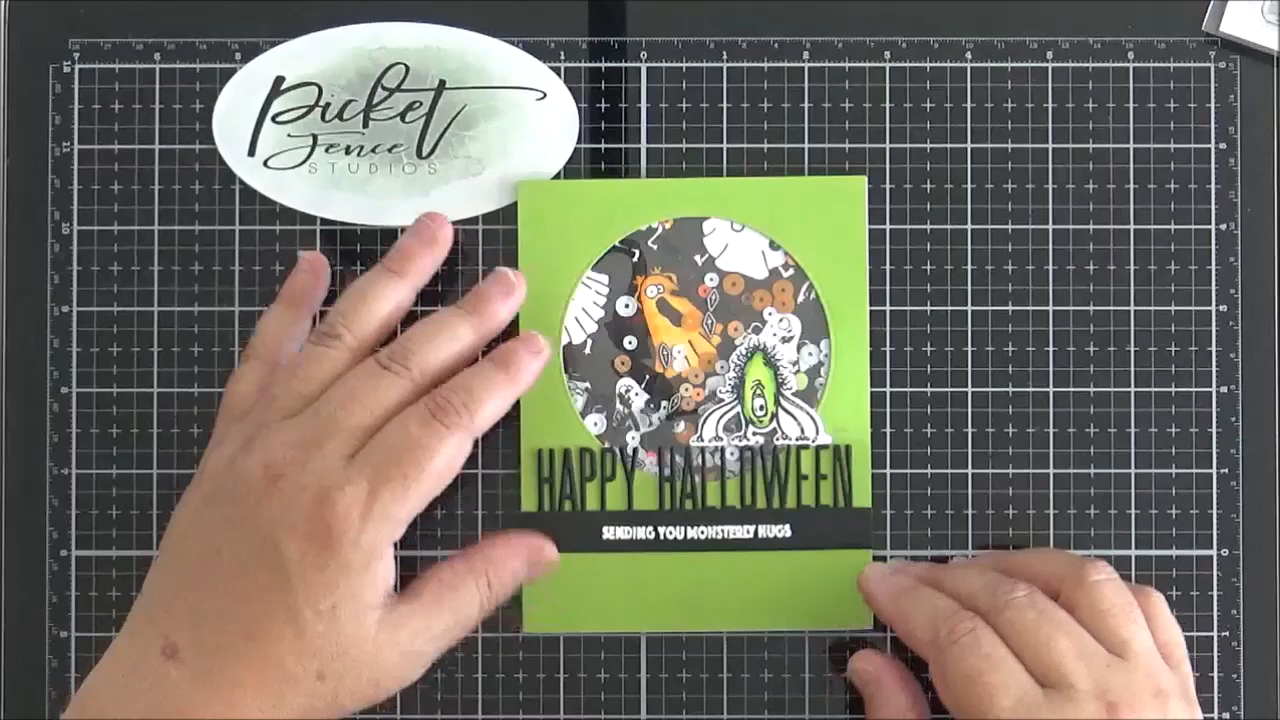 Picket
Fence
STUDIOS
HAPPY HALLOWEEN
SENDING YOU MONSTERLY HUGS